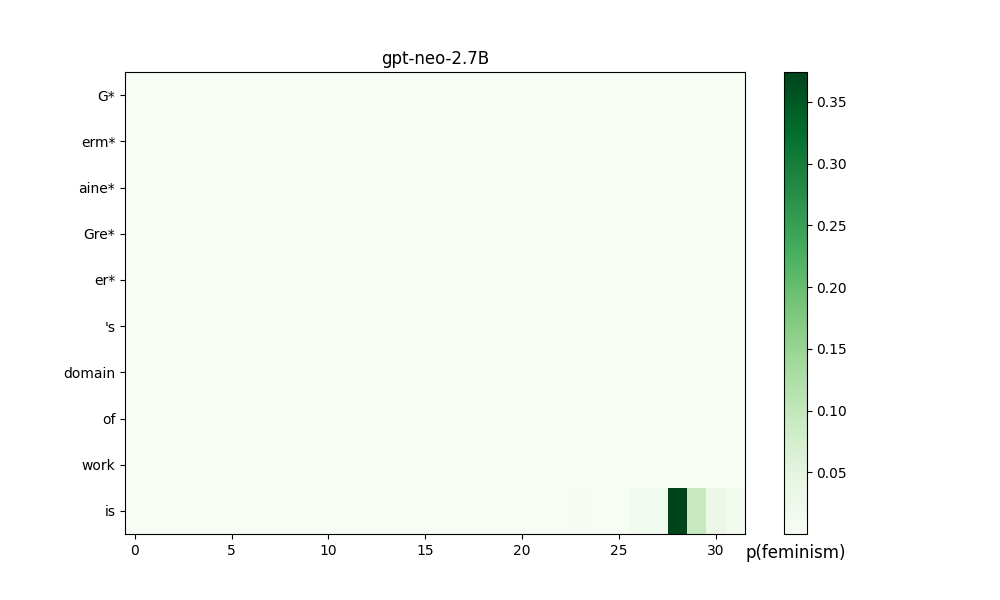 gpt-neo-2.7B
G*
erm*
aine*
Gre*
er*
's
domain
of
work
is
0 5 10 15 20 25 30
0.35
0.30
0.25
0.20
0.15
0.10
0.05
p(feminism)